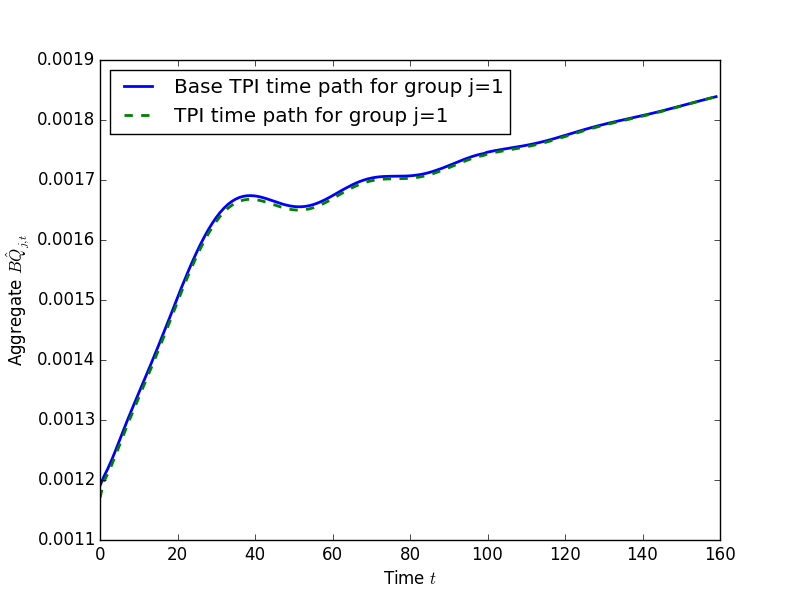 0.0019
0.0018
0.0017
0.0016
0.0015
0.0014
0.0013
0.0012
0.0011
Aggregate $\hat{BQ}_{j,t}$
Base TPI time path for group j=1
TPI time path for group j=1
0 20 40 60 80 100 120 140 160
Time t